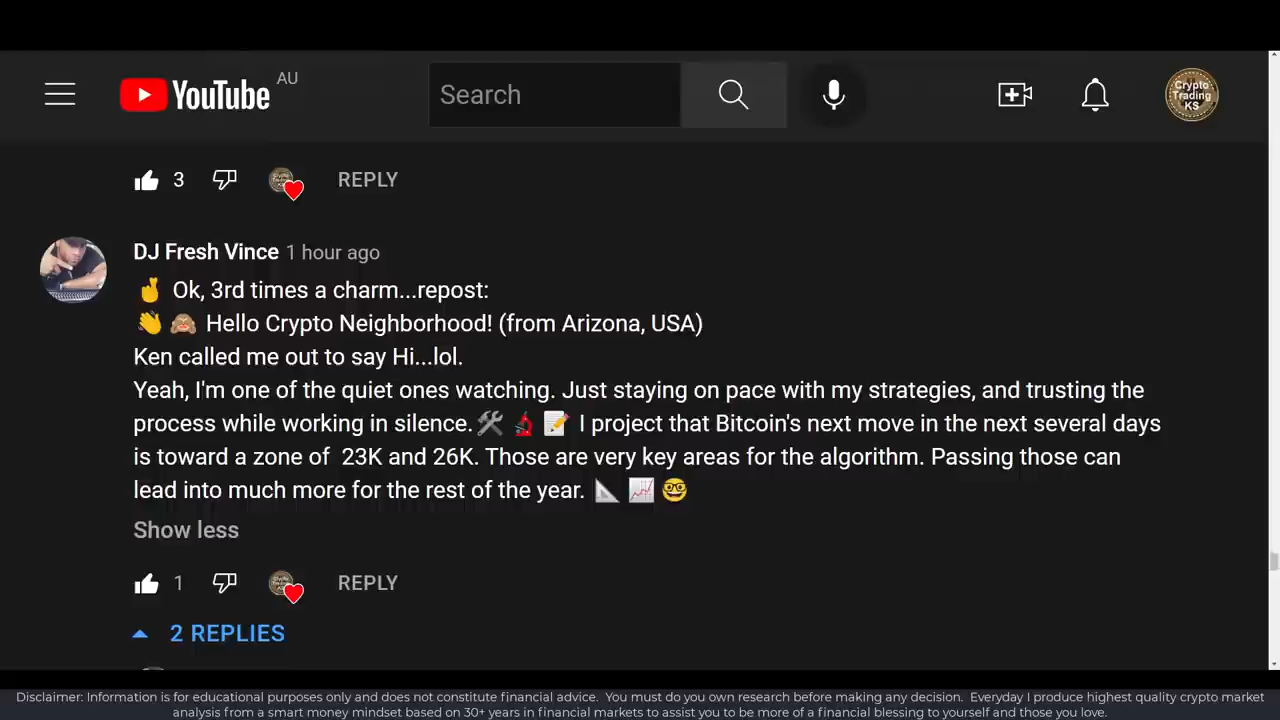 YouTube AU
Search
Crypto Trading KS
3 REPLY
DJ Fresh Vince 1 hour ago
🤞 Ok, 3rd times a charm...repost:
👋 🙈 Hello Crypto Neighborhood! (from Arizona, USA)
Ken called me out to say Hi...lol.
Yeah, I'm one of the quiet ones watching. Just staying on pace with my strategies, and trusting the
process while working in silence.🛠️ 🔬 📝 I project that Bitcoin's next move in the next several days
is toward a zone of 23K and 26K. Those are very key areas for the algorithm. Passing those can
lead into much more for the rest of the year. 📐 📈 🤓
Show less
1 REPLY
2 REPLIES
Disclaimer: Information is for educational purposes only and does not constitute financial advice. You must do you own research before making any decision. Everyday I produce highest quality crypto market
analysis from a smart money mindset based on 30+ years in financial markets to assist you to be more of a financial blessing to yourself and those you love.